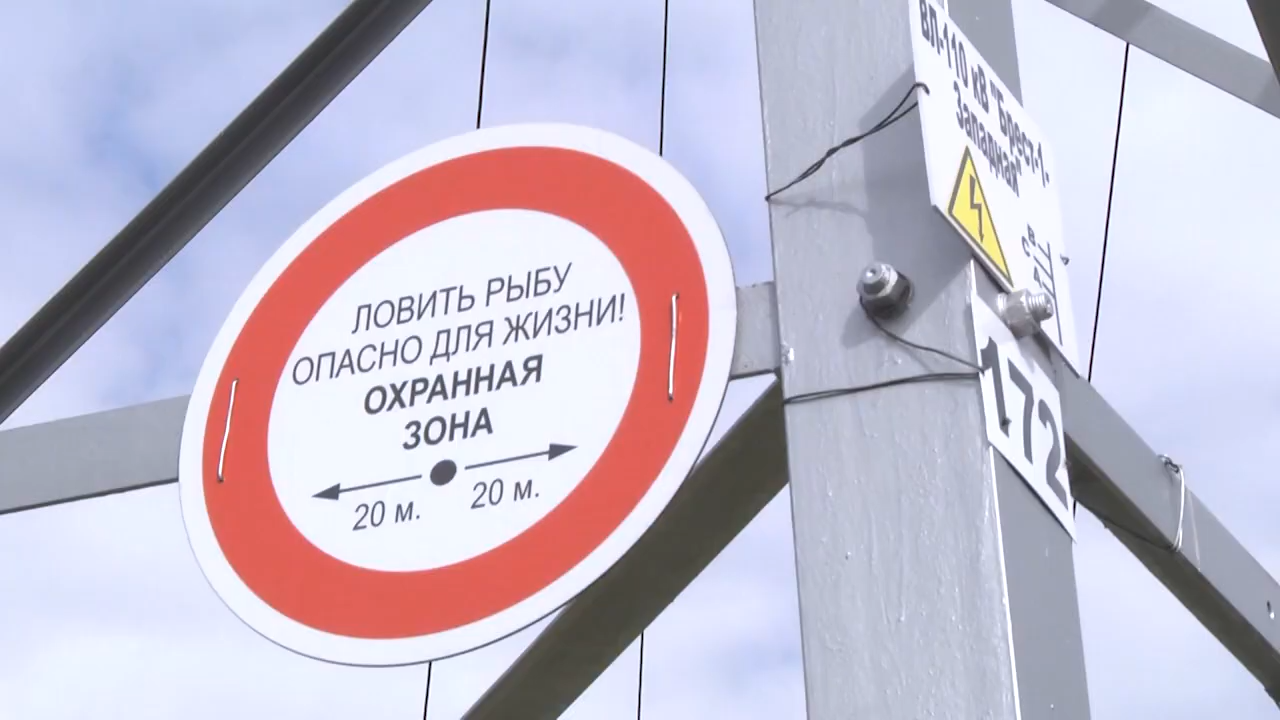 ЛОВИТЬ РЫБУ
ОПАСНО ДЛЯ ЖИЗНИ!
ОХРАННАЯ
ЗОНА
20 м. 20 м.
ВЛ-110 кВ "Брест-1.
Западная"
В
С
172